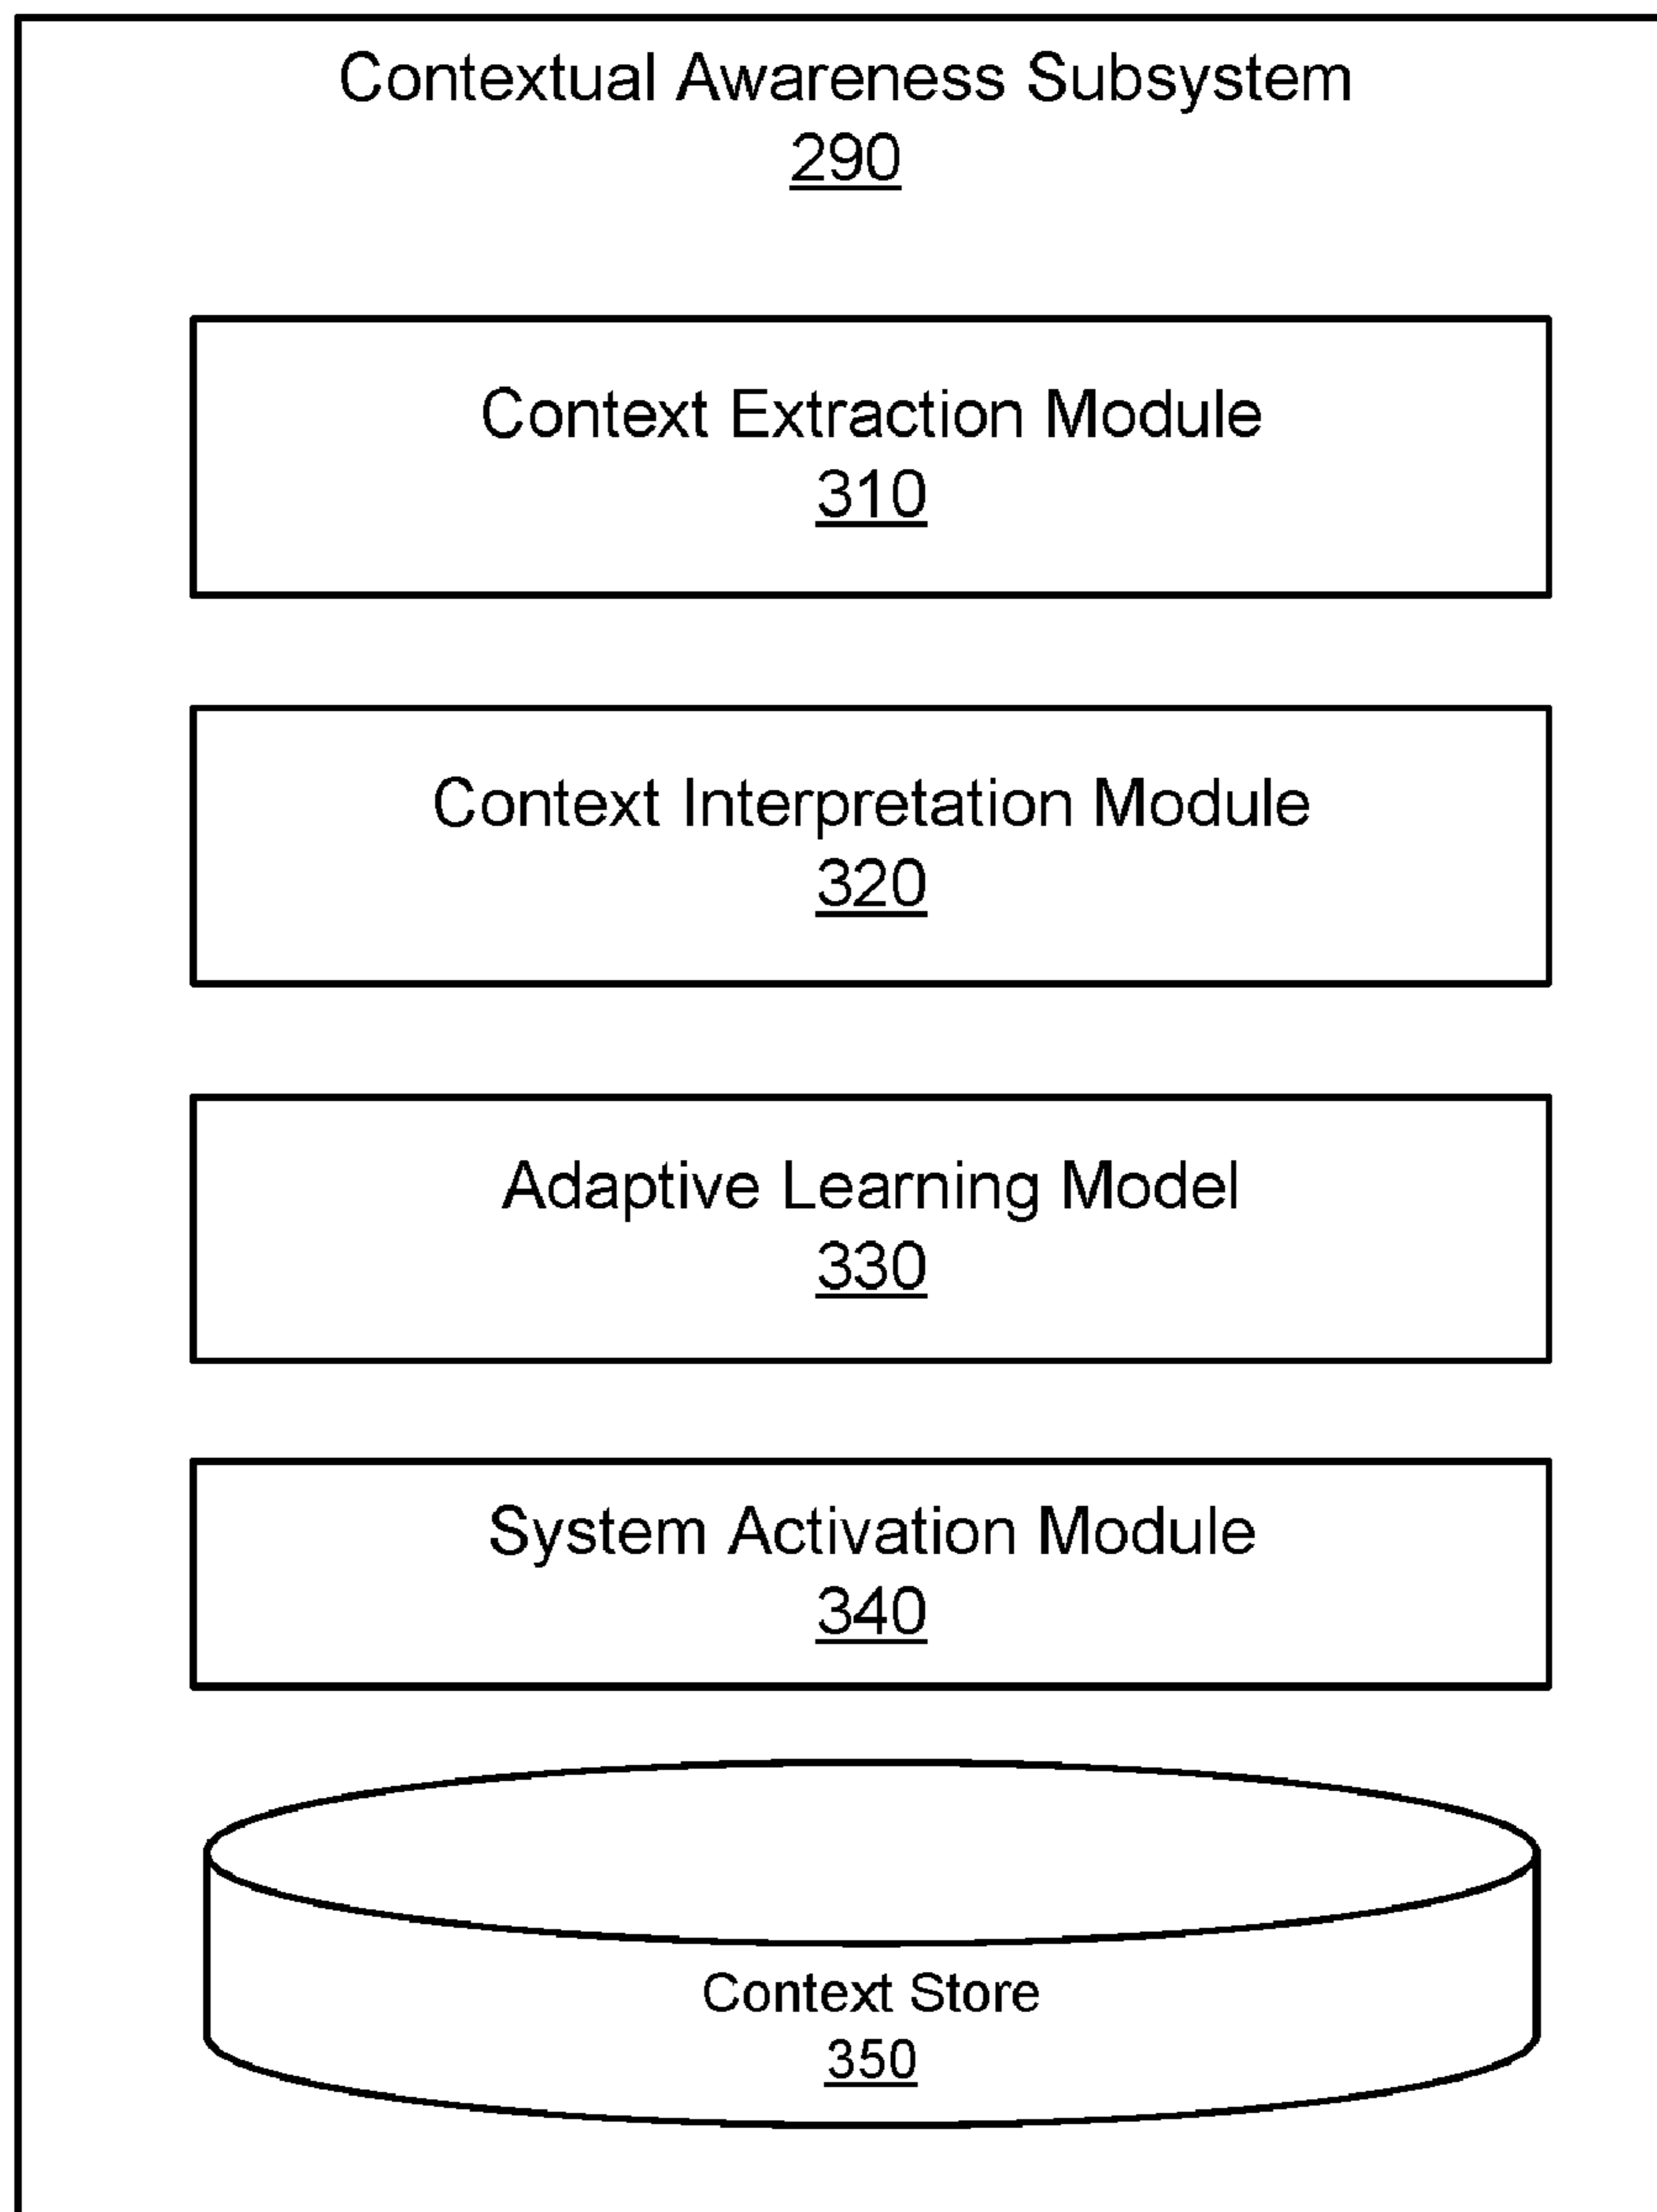 Contextual Awareness Subsystem
290
Context Extraction Module
310
Context Interpretation Module
320
Adaptive Learning Model
330
System Activation Module
340
Context Store
350